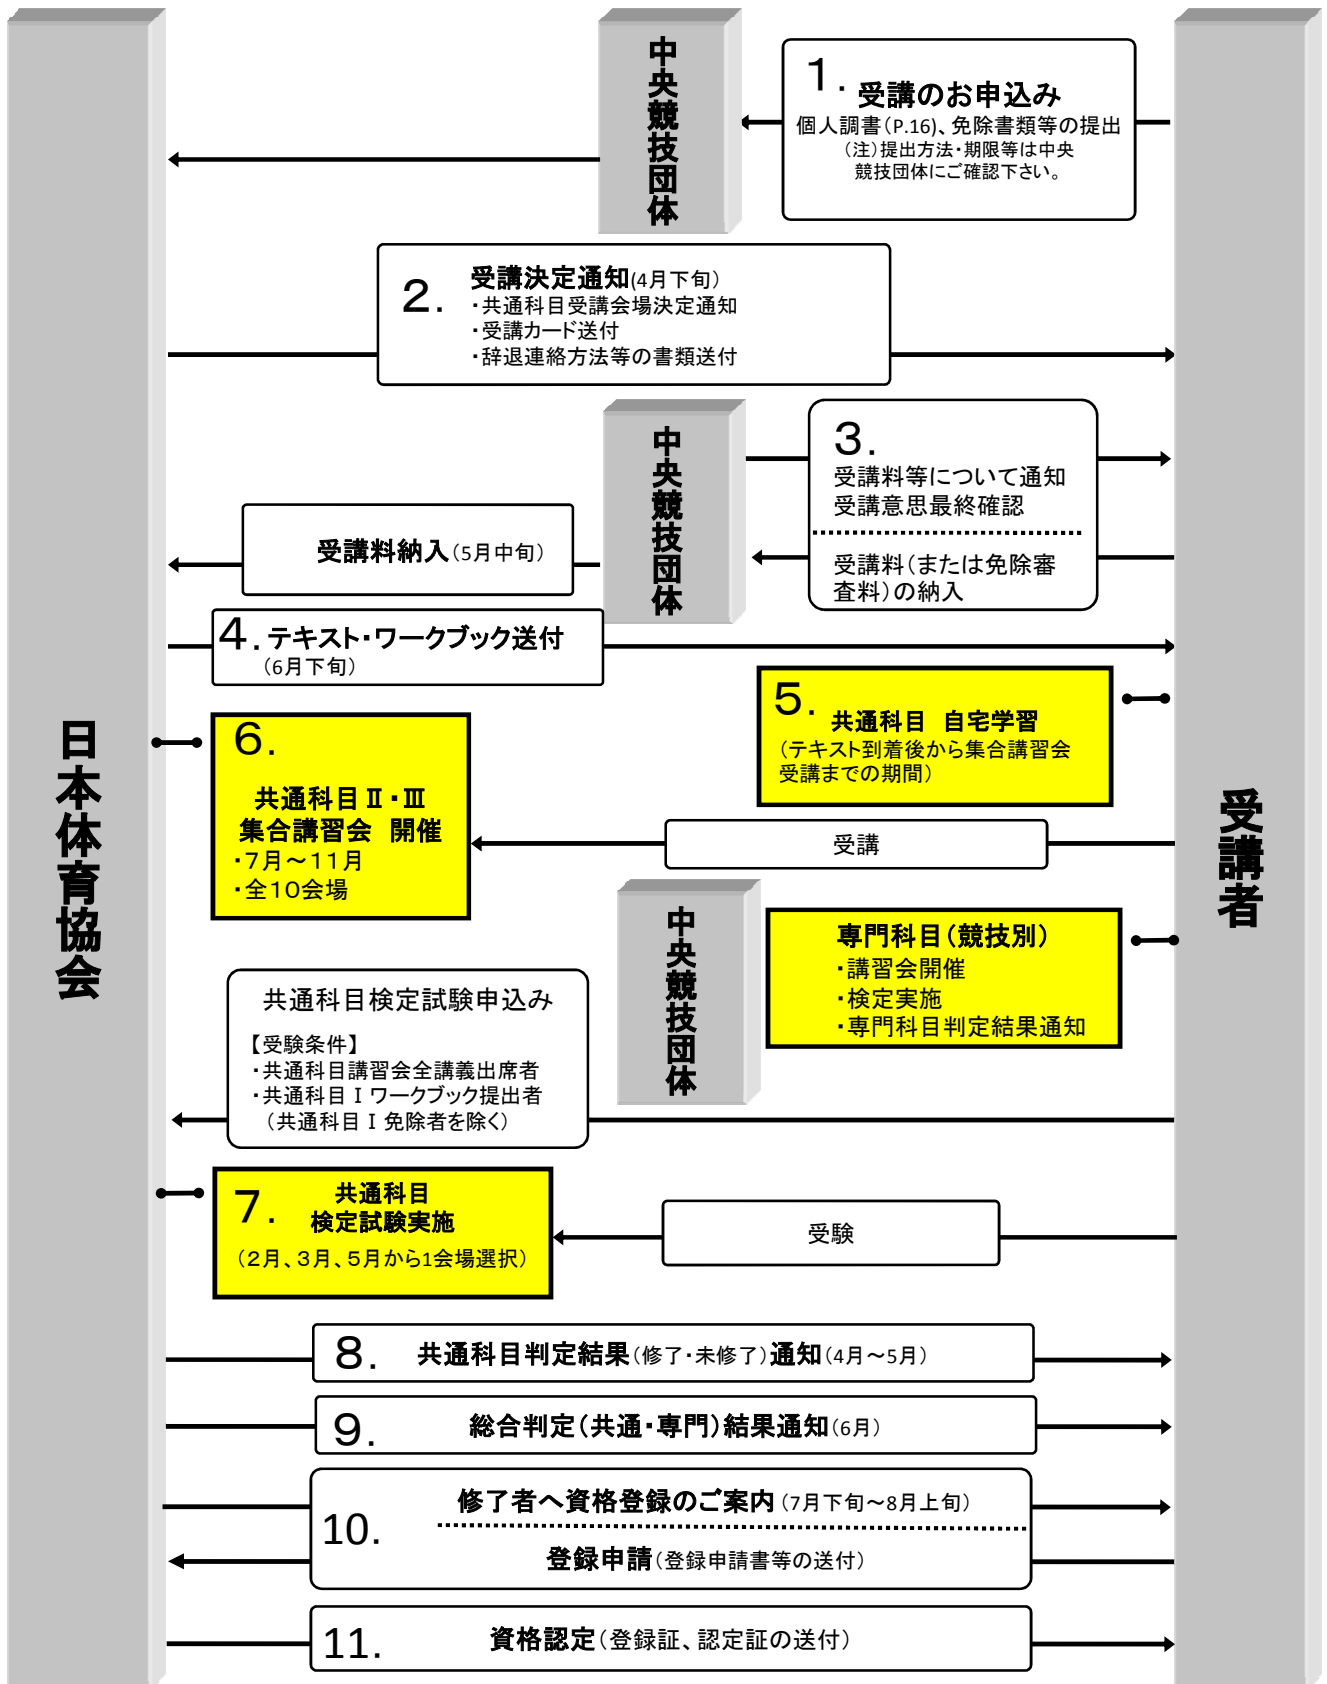 日本体育協会
受講者
中央競技団体
1.受講のお申込み
個人調書(P.16)、免除書類等の提出
(注)提出方法・期限等は中央
競技団体にご確認下さい。
2.受講決定通知(4月下旬)
・共通科目受講会場決定通知
・受講カード送付
・辞退連絡方法等の書類送付
中央競技団体
3.
受講料等について通知
受講意思最終確認
受講料(または免除審
査料)の納入
受講料納入(5月中旬)
4.テキスト・ワークブック送付
(6月下旬)
5.共通科目 自宅学習
(テキスト到着後から集合講習会
受講までの期間)
6.
共通科目Ⅱ・Ⅲ
集合講習会 開催
・7月~11月
・全10会場
受講
中央競技団体
専門科目(競技別)
・講習会開催
・検定実施
・専門科目判定結果通知
共通科目検定試験申込み
【受験条件】
・共通科目講習会全講義出席者
・共通科目Ⅰワークブック提出者
(共通科目Ⅰ免除者を除く)
7.共通科目
検定試験実施
(2月、3月、5月から1会場選択)
受験
8.共通科目判定結果(修了・未修了)通知(4月~5月)
9.総合判定(共通・専門)結果通知(6月)
10.
修了者へ資格登録のご案内(7月下旬~8月上旬)
登録申請(登録申請書等の送付)
11.資格認定(登録証、認定証の送付)